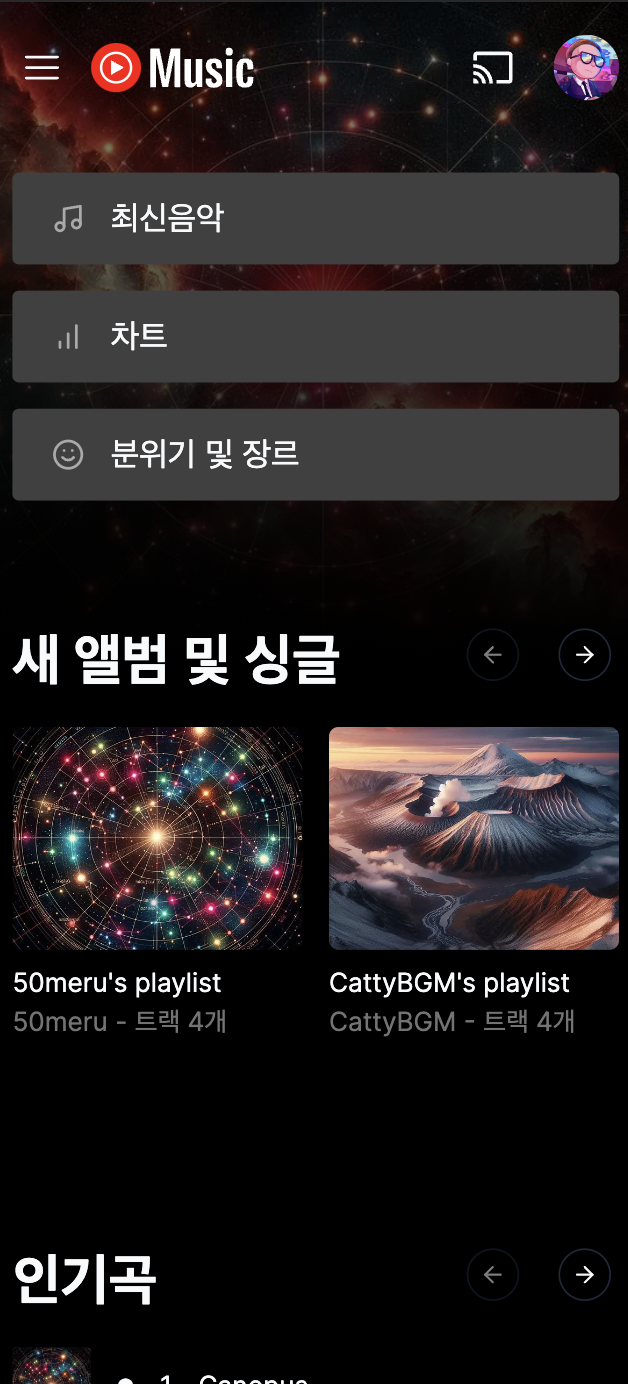 Music
최신음악
차트
분위기 및 장르
새 앨범 및 싱글
50meru's playlist
50meru - 트랙 4개
CattyBGM's playlist
CattyBGM - 트랙 4개
인기곡
1 Canopus